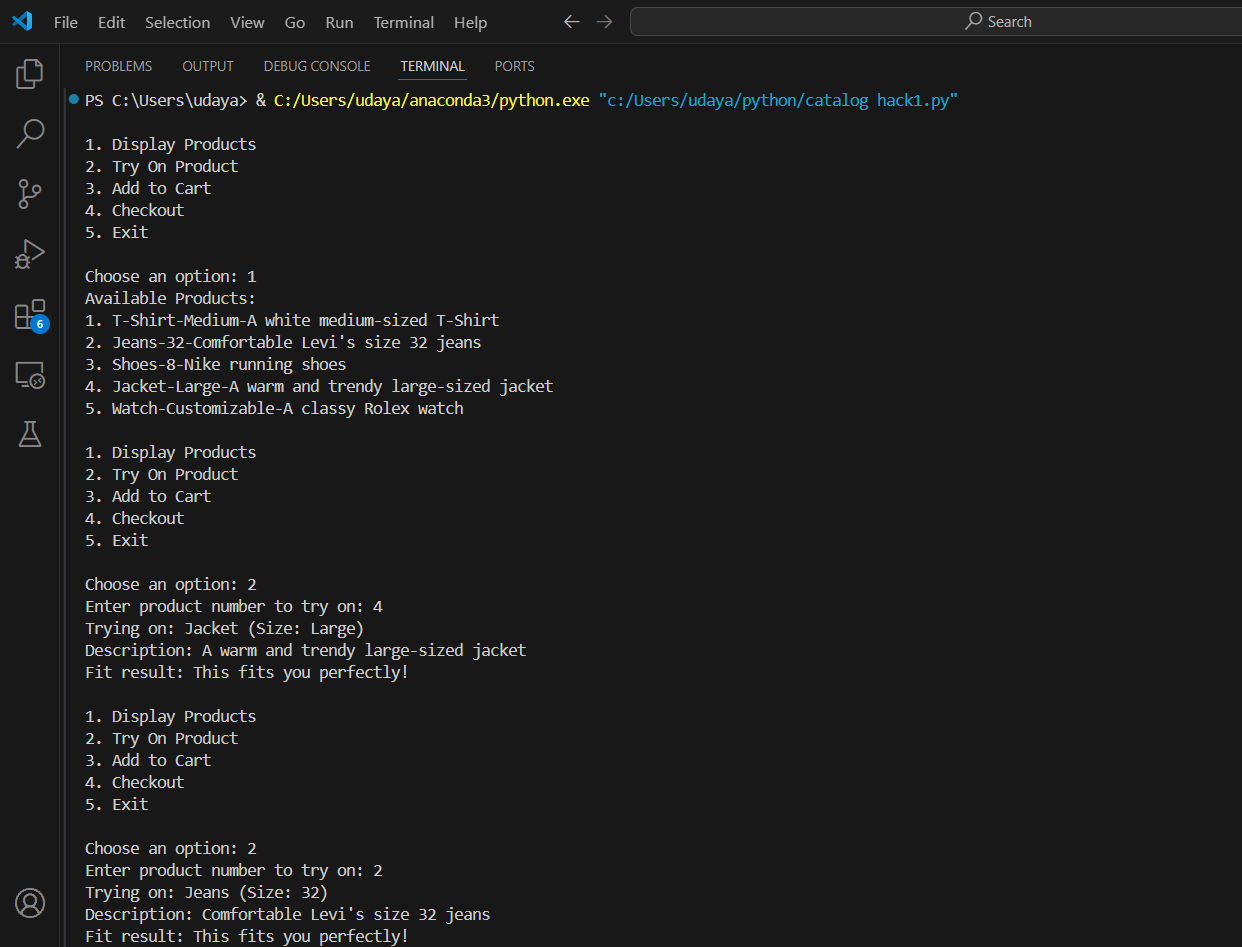 File Edit Selection View Go Run Terminal Help
Search
PROBLEMS OUTPUT DEBUG CONSOLE TERMINAL PORTS
PS C:\Users\udaya> & C:/Users/udaya/anaconda3/python.exe "c:/Users/udaya/python/catalog hack1.py"
1. Display Products
2. Try On Product
3. Add to Cart
4. Checkout
5. Exit
Choose an option: 1
Available Products:
1. T-Shirt-Medium-A white medium-sized T-Shirt
2. Jeans-32-Comfortable Levi's size 32 jeans
3. Shoes-8-Nike running shoes
4. Jacket-Large-A warm and trendy large-sized jacket
5. Watch-Customizable-A classy Rolex watch
1. Display Products
2. Try On Product
3. Add to Cart
4. Checkout
5. Exit
Choose an option: 2
Enter product number to try on: 4
Trying on: Jacket (Size: Large)
Description: A warm and trendy large-sized jacket
Fit result: This fits you perfectly!
1. Display Products
2. Try On Product
3. Add to Cart
4. Checkout
5. Exit
Choose an option: 2
Enter product number to try on: 2
Trying on: Jeans (Size: 32)
Description: Comfortable Levi's size 32 jeans
Fit result: This fits you perfectly!
6